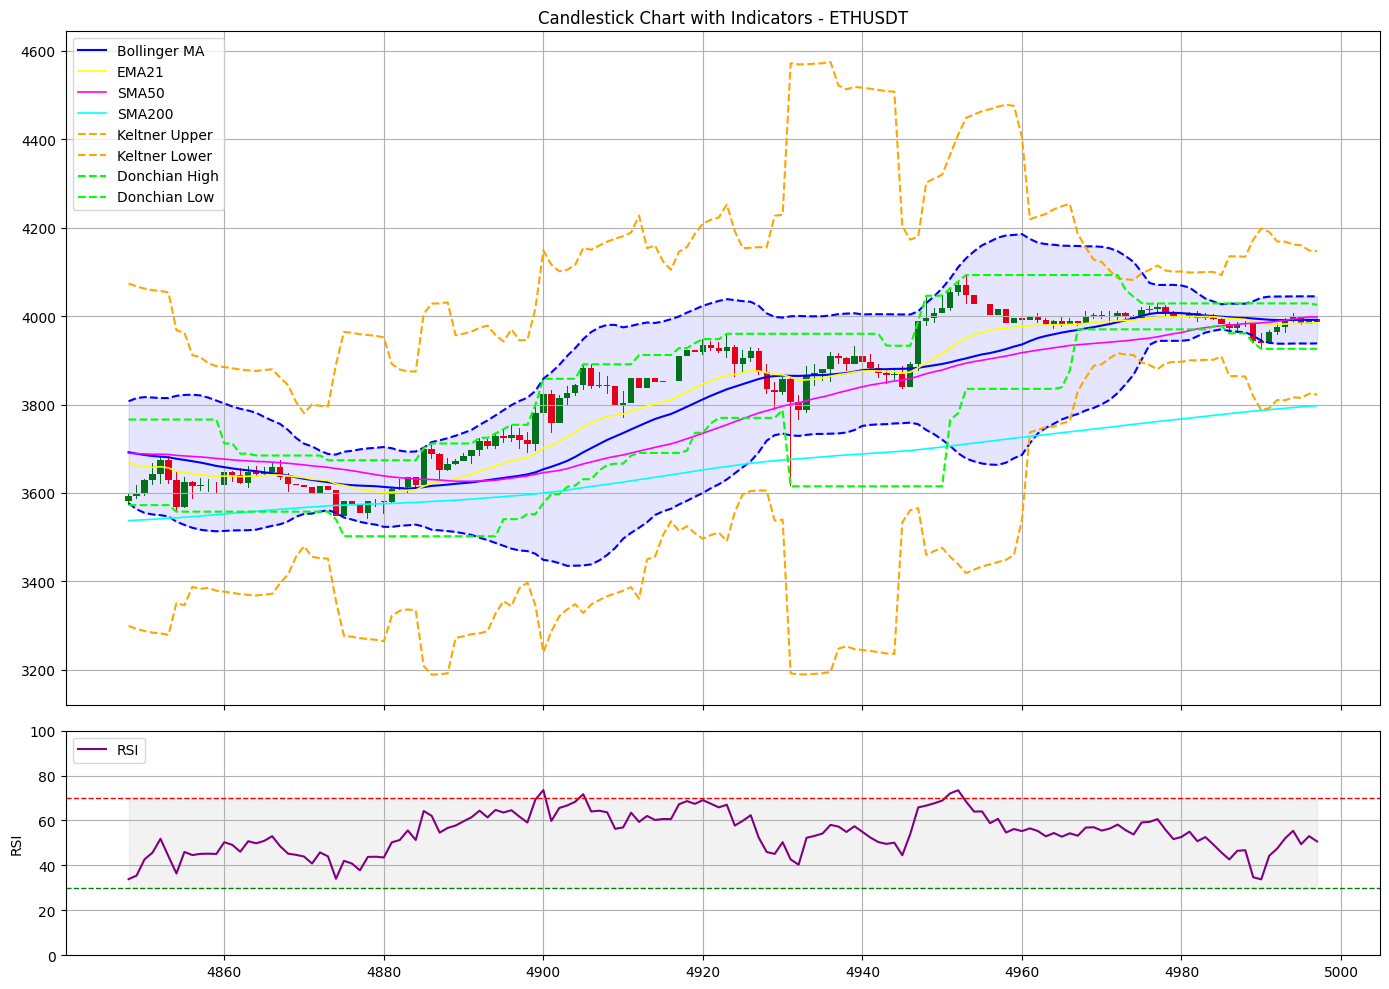 Candlestick Chart with Indicators - ETHUSDT
4600
4400
4200
4000
3800
3600
3400
3200
Bollinger MA
EMA21
SMA50
SMA200
Keltner Upper
Keltner Lower
Donchian High
Donchian Low
100
80
60
40
20
0
RSI
RSI
4860
4880
4900
4920
4940
4960
4980
5000